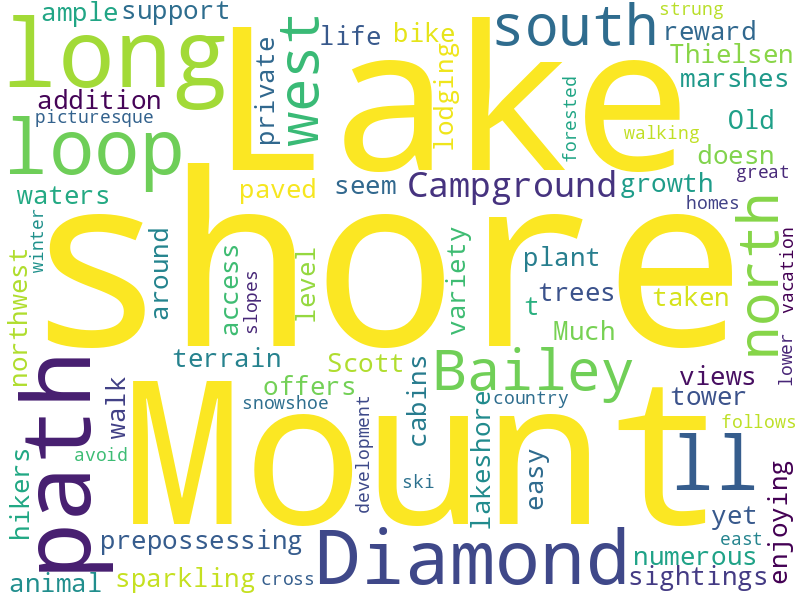 ample
support
long
Lake
south
strung
reward
life
bike
Thielsen
marshes
addition
picturesque
private
west
lodginge
forested
walking
Old
doesn
great
loop
waters
paved
seem
Campground
growth
homes
winter
shore
north
vacation
northwest
around
access
slopes
level
variety
plant
trees
t
taken
Much
lower
terrain
Scott
offers
Bailey
views
tower
path
walk
snowshoe
cabins
country
follows
Mount
development
lakeshore
easy
ll
hikers
avoid
ski
enjoying
yet
east
prepossessing
Diamond
numerous
animal
sparkling
cross
sightings